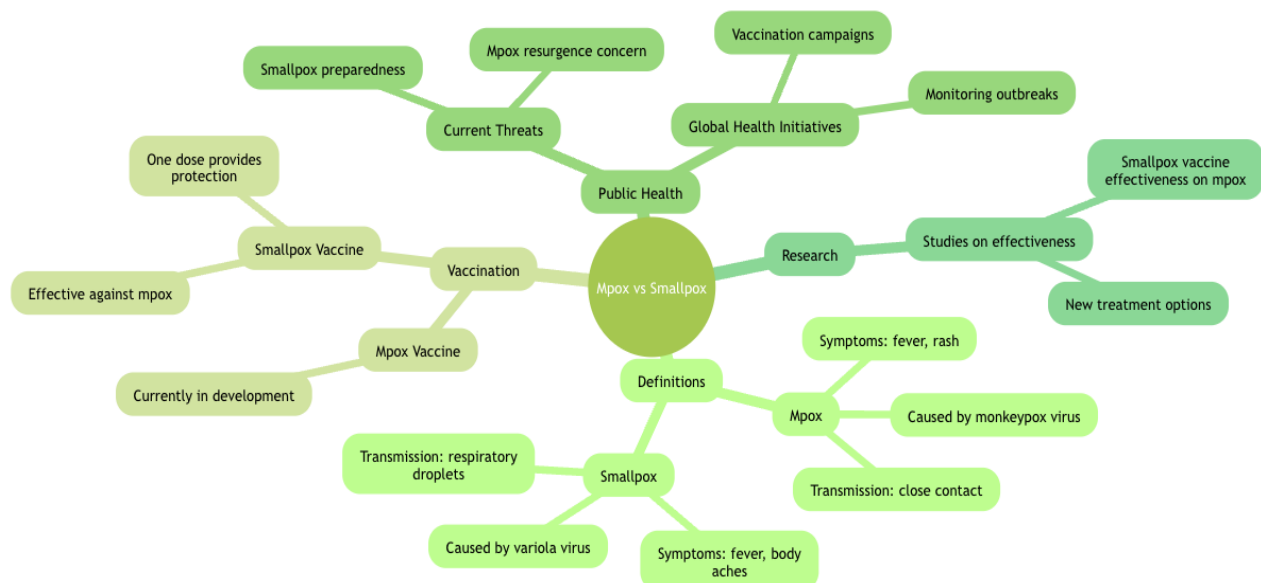 Vaccination campaigns
Mpox resurgence concern
Smallpox preparedness
Monitoring outbreaks
Current Threats
Global Health Initiatives
One dose provides
protection
Smallpox vaccine
effectiveness on mpox
Public Health
Smallpox Vaccine
Studies on effectiveness
Research
Vaccination
Mpox vs Smallpox
Effective against mpox
New treatment options
Symptoms: fever, rash
Mpox Vaccine
Definitions
Currently in development
Mpox
Caused by monkeypox virus
Transmission: respiratory
droplets
Smallpox
Transmission: close contact
Caused by variola virus
Symptoms: fever, body
aches